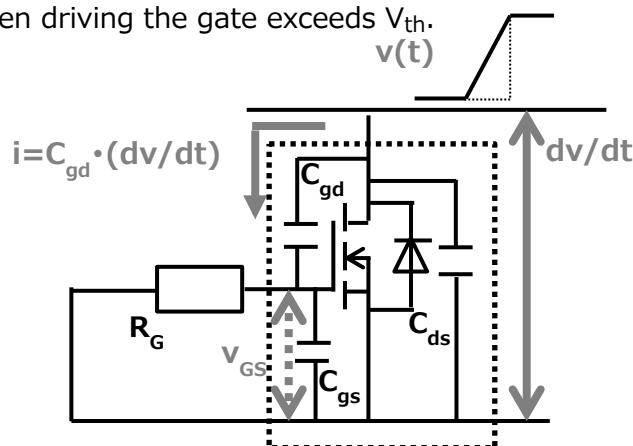 en driving the gate exceeds Vth.
v(t)
i=Cgd・(dv/dt)
dv/dt
Cgd
RG
vGS
Cds
Cgs